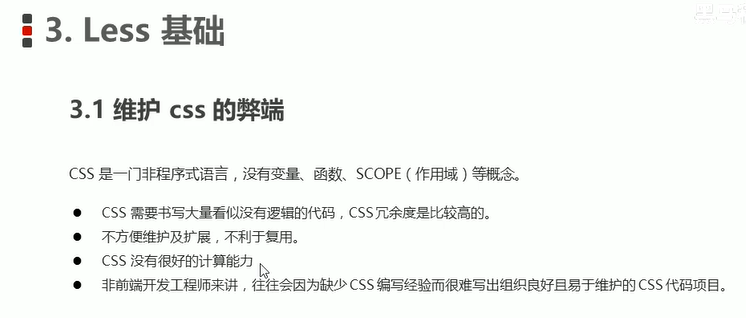 3. Less 基础
3.1 维护 css 的弊端
CSS 是一门非程序式语言，没有变量、函数、SCOPE（作用域）等概念。
● CSS 需要书写大量看似没有逻辑的代码，CSS冗余度是比较高的。
● 不方便维护及扩展，不利于复用。
● CSS 没有很好的计算能力
● 非前端开发工程师来讲，往往会因为缺少 CSS 编写经验而很难写出组织良好且易于维护的 CSS 代码项目。